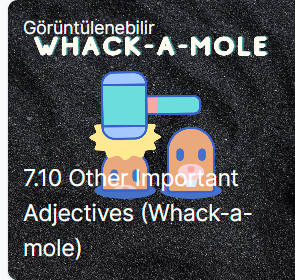 Görüntülenebilir
WHACK-A-MOLE
7.10 Other Important
Adjectives (Whack-a-
mole)